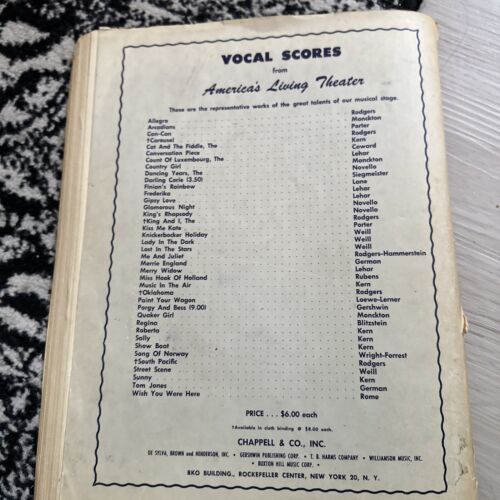 VOCAL SCORES
from
America's Living Theater
These are the representative works of the great talents of our musical stage.
Allegro Rodgers
Arcadians Monckton
Can-Can Porter
†Carousel Rodgers
Cat And The Fiddle, The Kern
Conversation Piece Coward
Count Of Luxembourg, The Lehar
Country Girl Monckton
Dancing Years, The Novello
Darling Corie (3.50) Siegmeister
Finian's Rainbow Lane
Frederika Lehar
Gipsy Love Lehar
Glamorous Night Novello
King's Rhapsody Novello
†King And I, The Rodgers
Kiss Me Kate Porter
Knickerbocker Holiday Weill
Lady In The Dark Weill
Lost In The Stars Weill
Me And Juliet Rodgers-Hammerstein
Merrie England German
Merry Widow Lehar
Miss Hook Of Holland Rubens
Music In The Air Kern
†Oklahoma Rodgers
Paint Your Wagon Loewe-Lerner
Porgy And Bess (9.00) Gershwin
Quaker Girl Monckton
Regina Blitzstein
Roberta Kern
Sally Kern
Show Boat Kern
Song Of Norway Wright-Forrest
†South Pacific Rodgers
Street Scene Weill
Sunny Kern
Tom Jones German
Wish You Were Here Rome
PRICE . . . $6.00 each
†Available in cloth binding @ $8.00 each.
CHAPPELL & CO., INC.
DE SYLVA, BROWN and HENDERSON, INC. • GERSHWIN PUBLISHING CORP. • T. B. HARMS COMPANY • WILLIAMSON MUSIC, INC.
• BUXTON HILL MUSIC CORP. •
RKO BUILDING, ROCKEFELLER CENTER, NEW YORK 20, N. Y.